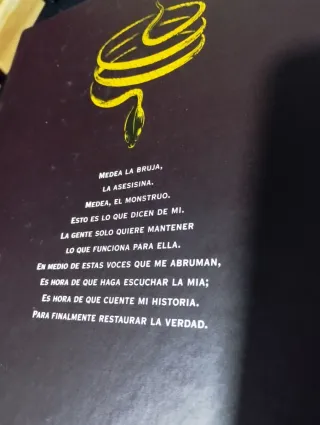 MEDEA LA BRUJA,
LA ASESISINA.
MEDEA, EL MONSTRUO.
ESTO ES LO QUE DICEN DE MI.
LA GENTE SOLO QUIERE MANTENER
LO QUE FUNCIONA PARA ELLA.
EN MEDIO DE ESTAS VOCES QUE ME ABRUMAN,
ES HORA DE QUE HAGA ESCUCHAR LA MIA;
ES HORA DE QUE CUENTE MI HISTORIA.
PARA FINALMENTE RESTAURAR LA VERDAD.